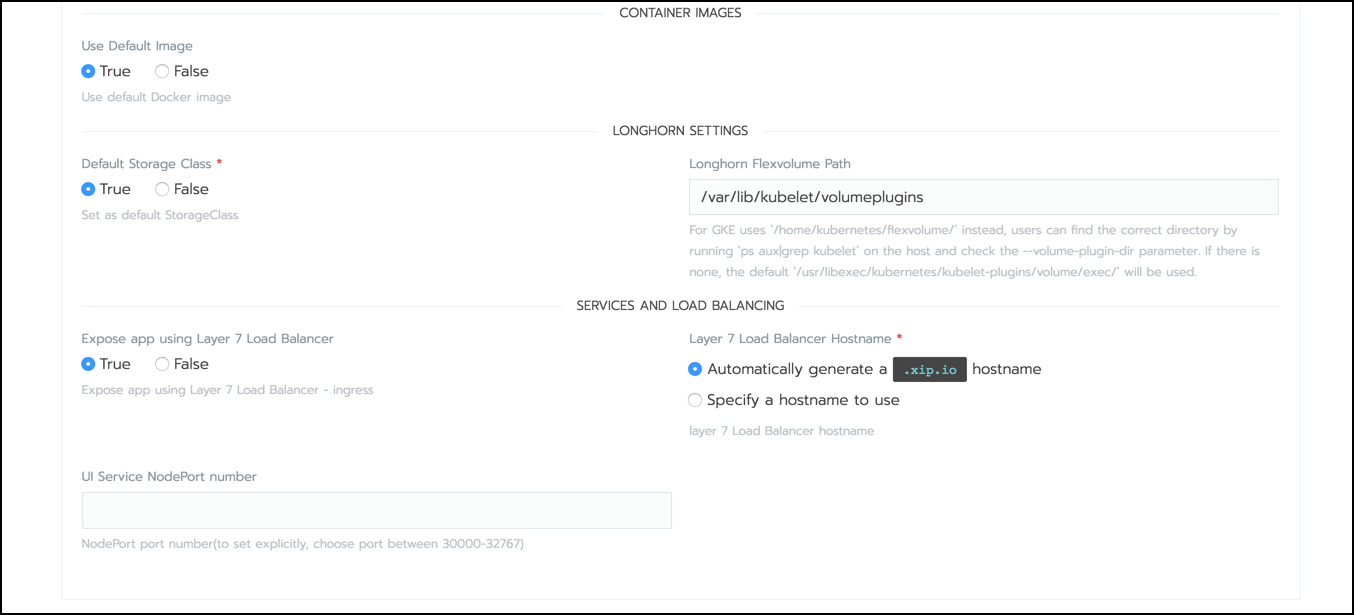 CONTAINER IMAGES
Use Default Image
True False
Use default Docker image
LONGHORN SETTINGS
Default Storage Class *
True False
Set as default StorageClass
Longhorn Flexvolume Path
/var/lib/kubelet/volumeplugins
For GKE uses `/home/kubernetes/flexvolume/` instead, users can find the correct directory by
running `ps aux|grep kubelet` on the host and check the --volume-plugin-dir parameter. If there is
none, the default `/usr/libexec/kubernetes/kubelet-plugins/volume/exec/` will be used.
SERVICES AND LOAD BALANCING
Expose app using Layer 7 Load Balancer
True False
Expose app using Layer 7 Load Balancer - ingress
Layer 7 Load Balancer Hostname *
Automatically generate a .xip.io hostname
Specify a hostname to use
layer 7 Load Balancer hostname
UI Service NodePort number
NodePort port number(to set explicitly, choose port between 30000-32767)